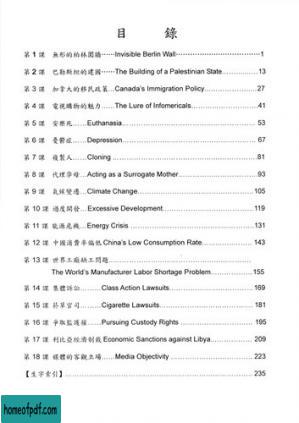 目 錄
第 1 課 無形的柏林圍牆……Invisible Berlin Wall……1
第 2 課 巴勒斯坦的建國……The Building of a Palestinian State……13
第 3 課 加拿大的移民政策……Canada's Immigration Policy……27
第 4 課 電視購物的魅力……The Lure of Infomericals……41
第 5 課 安樂死……Euthanasia……53
第 6 課 憂鬱症……Depression……67
第 7 課 複製人……Cloning……81
第 8 課 代理孕母……Acting as a Surrogate Mother……93
第 9 課 氣候變遷……Climate Change……105
第 10 課 過度開發……Excessive Development……119
第 11 課 能源危機……Energy Crisis……131
第 12 課 中國消費率偏低 China's Low Consumption Rate……143
第 13 課 世界工廠缺工問題……
The World's Manufacturer Labor Shortage Problem……155
第 14 課 集體訴訟……Class Action Lawsuits……169
第 15 課 菸草官司……Cigarette Lawsuits……181
第 16 課 爭取監護權……Pursuing Custody Rights……195
第 17 課 利比亞經濟制裁 Economic Sanctions against Libya……209
第 18 課 媒體的客觀立場……Media Objectivity……223
【生字索引】……235
homeofpdf.com
homeofpdf.com